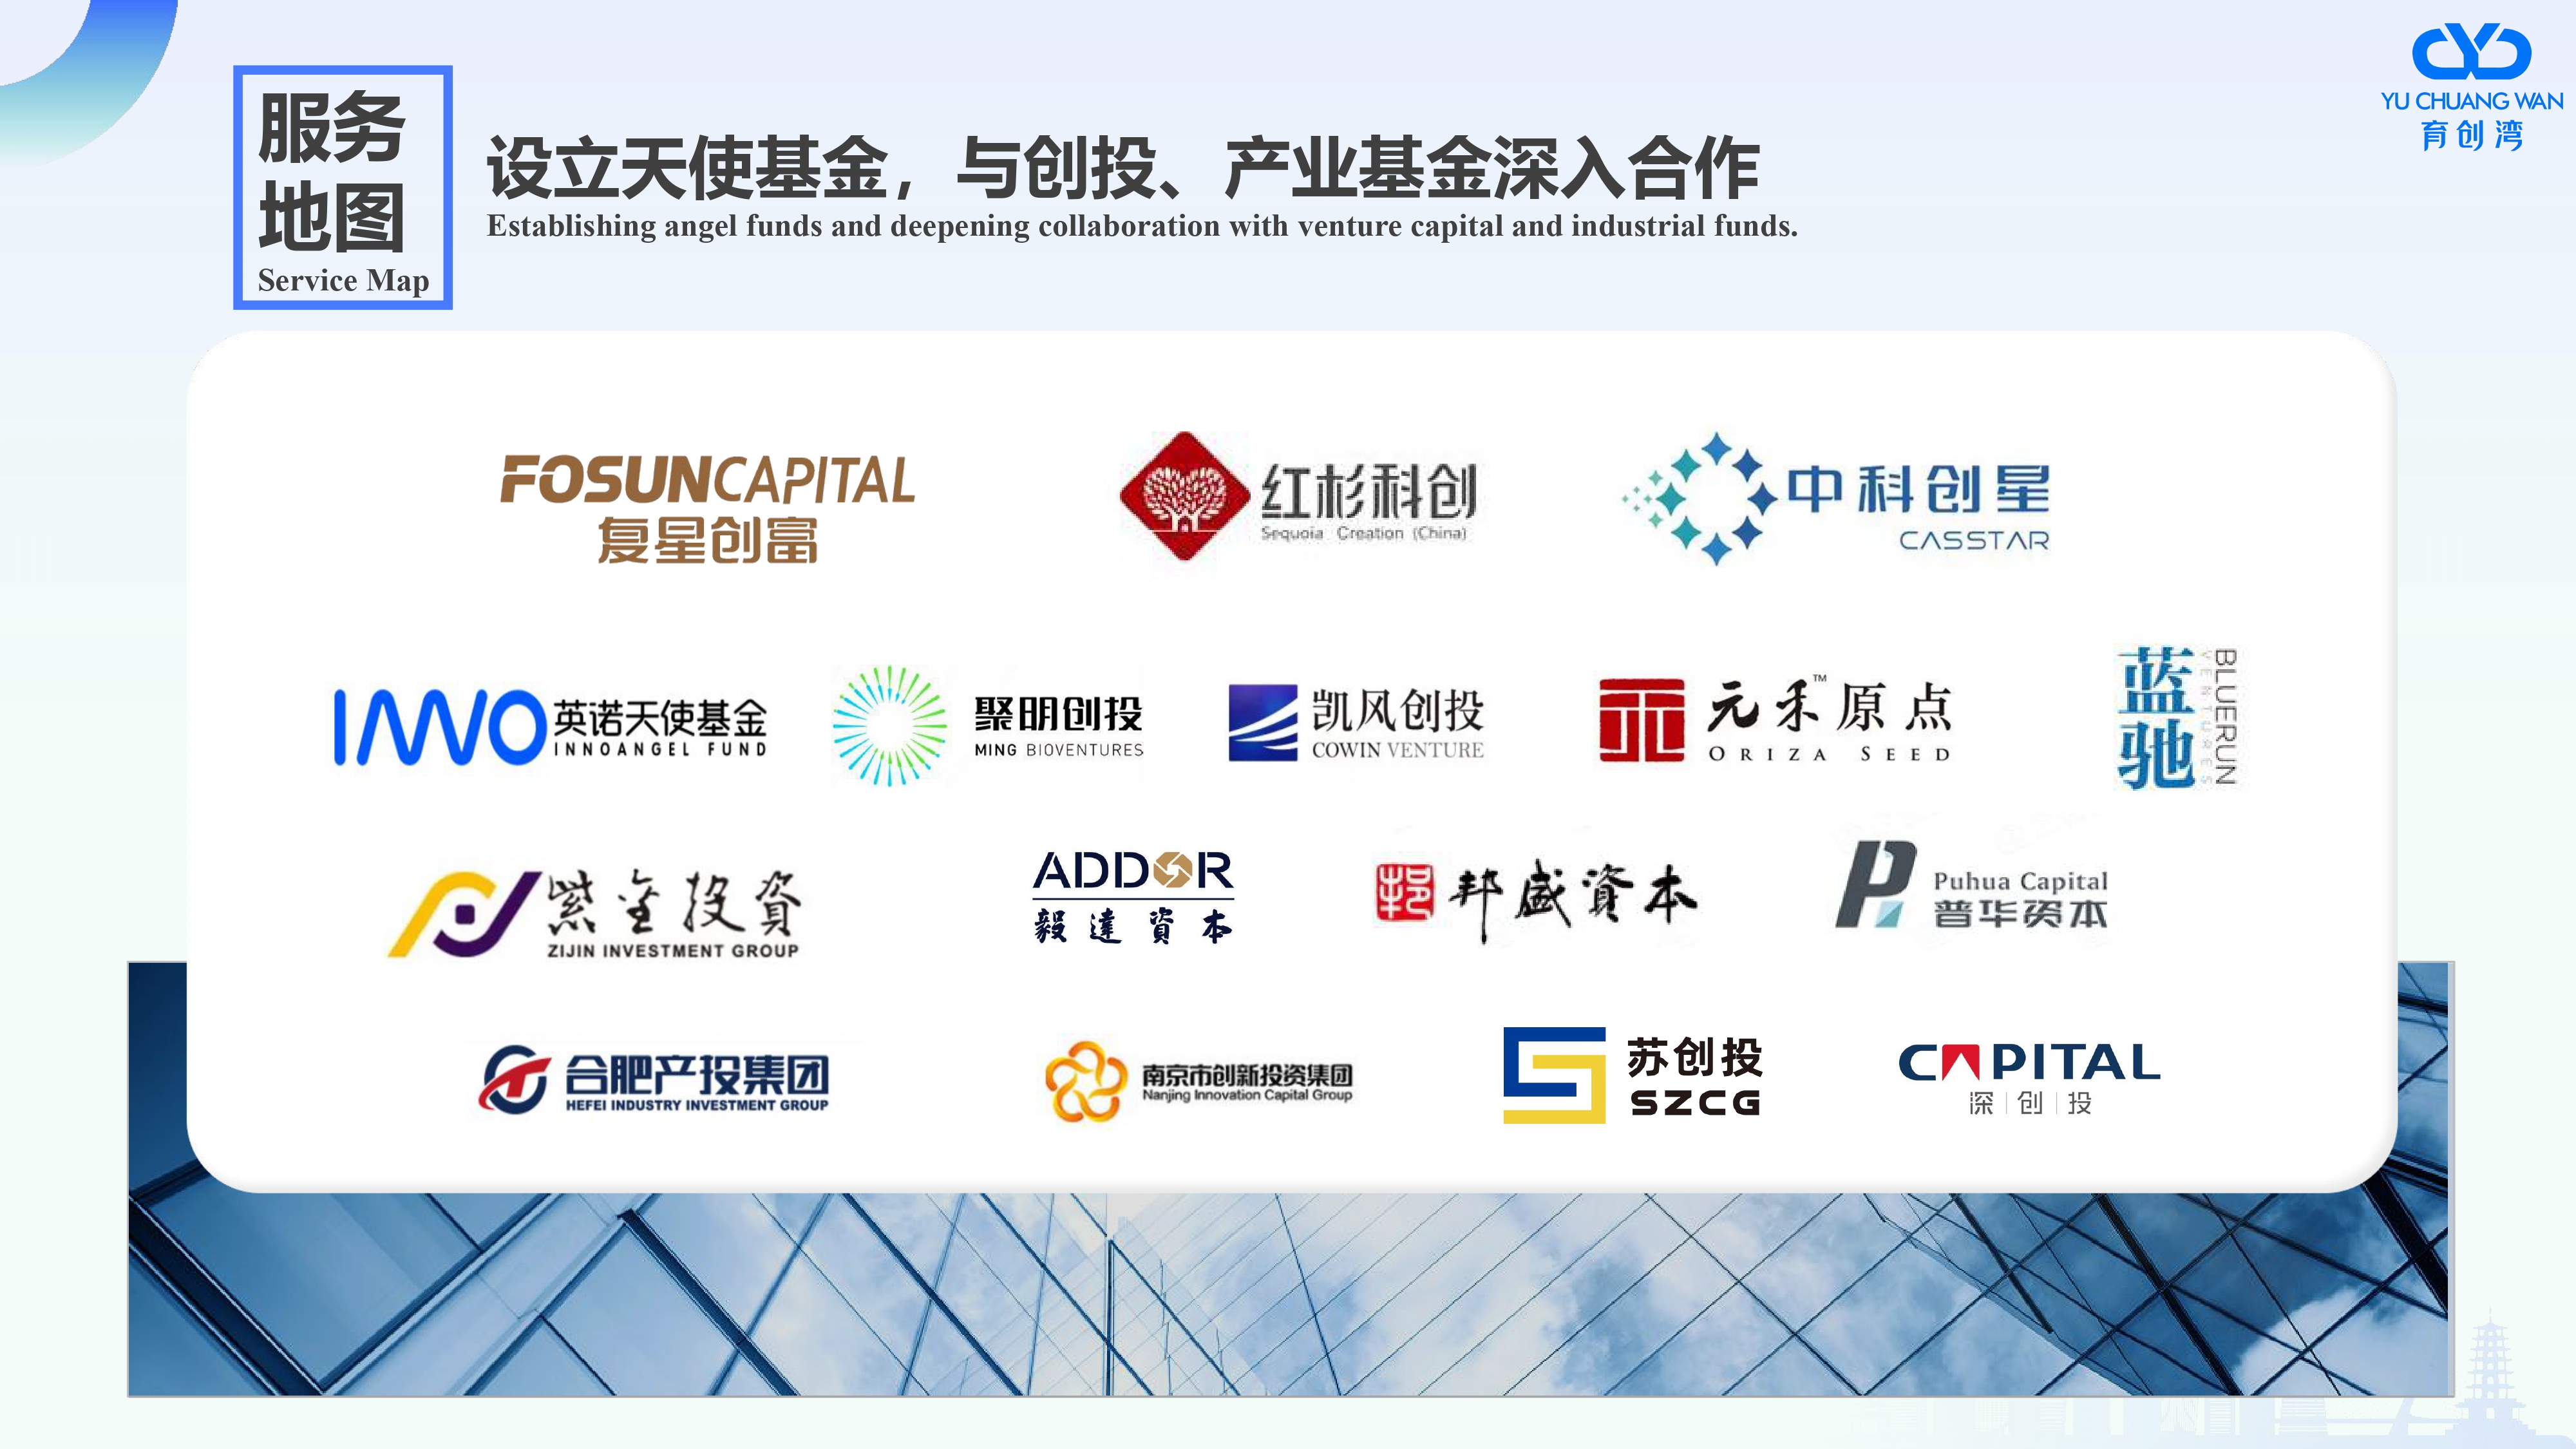 服务
地图
Service Map
设立天使基金，与创投、产业基金深入合作
Establishing angel funds and deepening collaboration with venture capital and industrial funds.
YU CHUANG WAN
育创湾
FOSUNCAPITAL
复星创富
红杉科创
Sequoia Creation (China)
中科创星
CASSTAR
INNO
英诺天使基金
INNOANGEL FUND
聚明创投
MING BIOVENTURES
凯风创投
COWIN VENTURE
元禾原点™
ORIZA SEED
蓝驰
BLUERUN
VENTURES
紫金投資
ZIJIN INVESTMENT GROUP
ADDOR
毅達資本
邦盛資本
Puhua Capital
普华资本
合肥产投集团
HEFEI INDUSTRY INVESTMENT GROUP
南京市创新投资集团
Nanjing Innovation Capital Group
苏创投
SZCG
CAPITAL
深|创|投